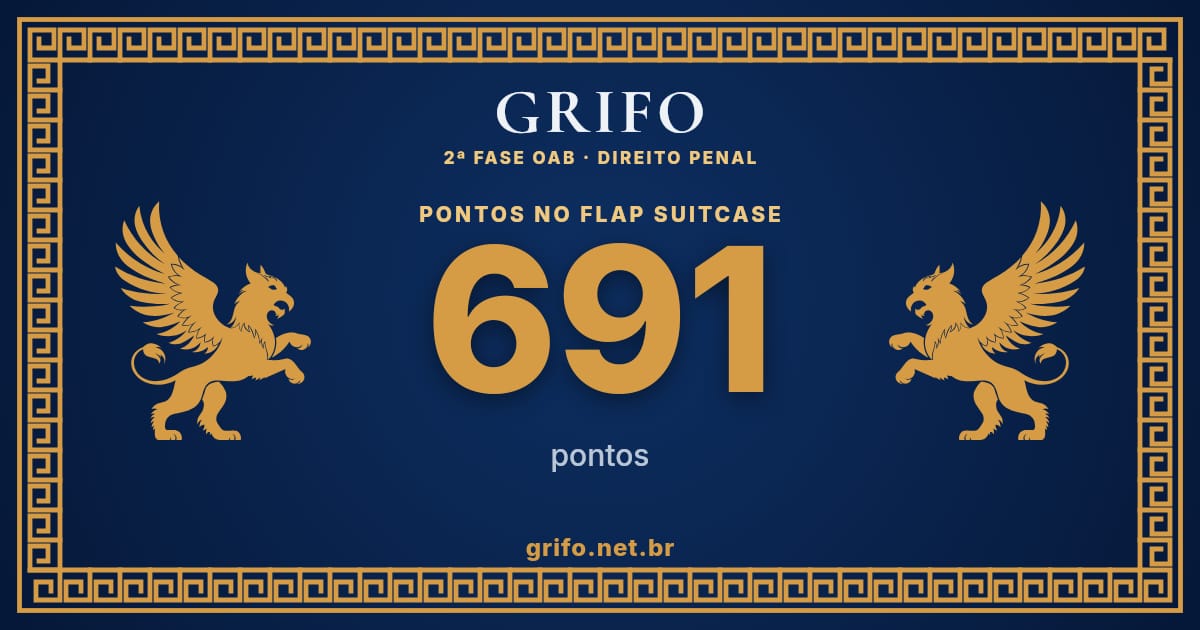 GRIFO
2ª FASE OAB · DIREITO PENAL
PONTOS NO FLAP SUITCASE
691
pontos
grifo.net.br